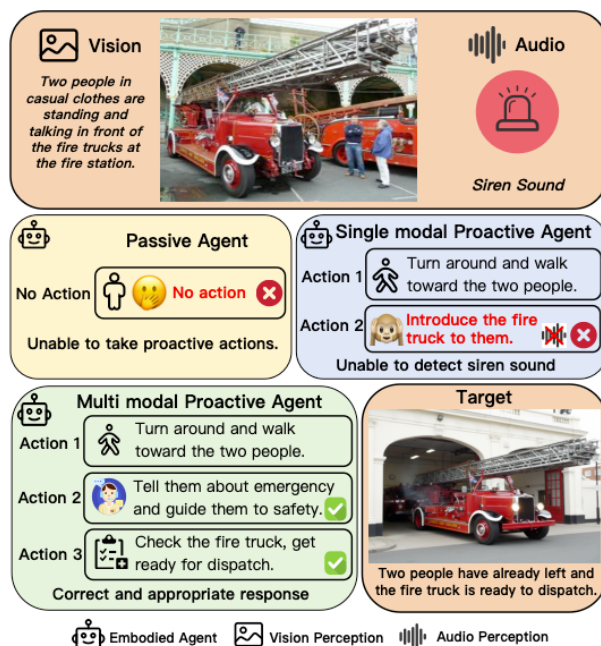 Vision
Two people in
casual clothes are
standing and
talking in front of
the fire trucks at
the fire station.
Audio
Siren Sound
Passive Agent
No Action
No action
Unable to take proactive actions.
Single modal Proactive Agent
Action 1
Turn around and walk
toward the two people.
Action 2
Introduce the fire
truck to them.
Unable to detect siren sound
Multi modal Proactive Agent
Action 1
Turn around and walk
toward the two people.
Action 2
Tell them about emergency
and guide them to safety.
Action 3
Check the fire truck, get
ready for dispatch.
Correct and appropriate response
Target
Two people have already left and
the fire truck is ready to dispatch.
Embodied Agent
Vision Perception
Audio Perception